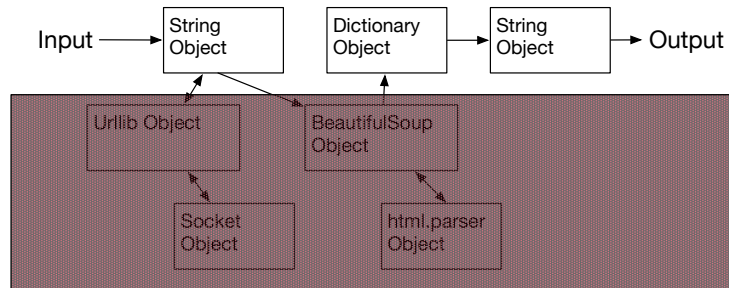 Input
String
Object
Dictionary
Object
String
Object
Output
Urllib Object
BeautifulSoup
Object
Socket
Object
html.parser
Object